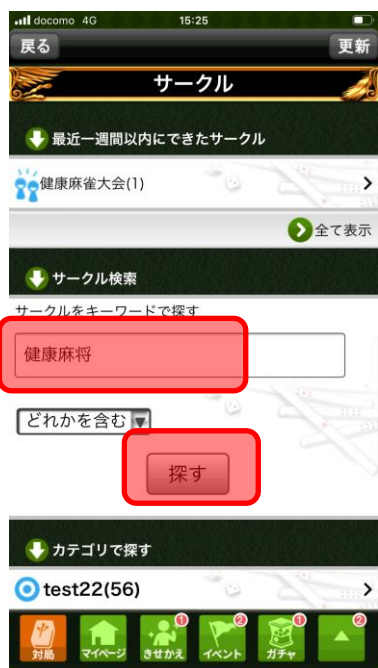 docomo 4G 15:25
戻る 更新
サークル
最近一週間以内にできたサークル
健康麻雀大会(1)
全て表示
サークル検索
サークルをキーワードで探す
健康麻将
どれかを含む
探す
カテゴリで探す
test22(56)
1 2 1 2
対局 マイページ きせかえ イベント ガチャ